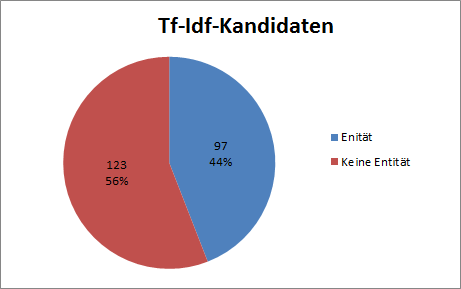 Tf-Idf-Kandidaten
97
44%
123
56%
Enität
Keine Entität